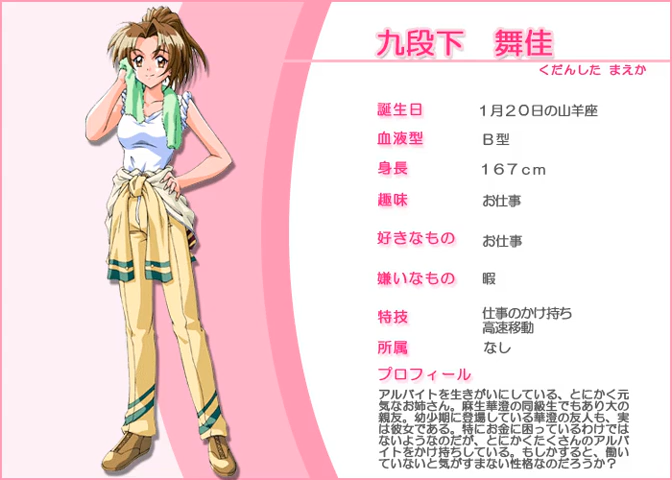 九段下 舞佳
くだんした まえか
誕生日 1月20日の山羊座
血液型 B型
身長 167cm
趣味 お仕事
好きなもの お仕事
嫌いなもの 暇
特技 仕事のかけ持ち
高速移動
所属 なし
プロフィール
アルバイトを生きがいにしている、とにかく元
気なお姉さん。麻生華澄の同級生でもあり大の
親友。幼少期に登場している華澄の友人も、実
は彼女である。特にお金に困っているわけでは
ないようなのだが、とにかくたくさんのアルバ
イトをかけ持ちしている。もしかすると、働い
ていないと気がすまない性格なのだろうか？